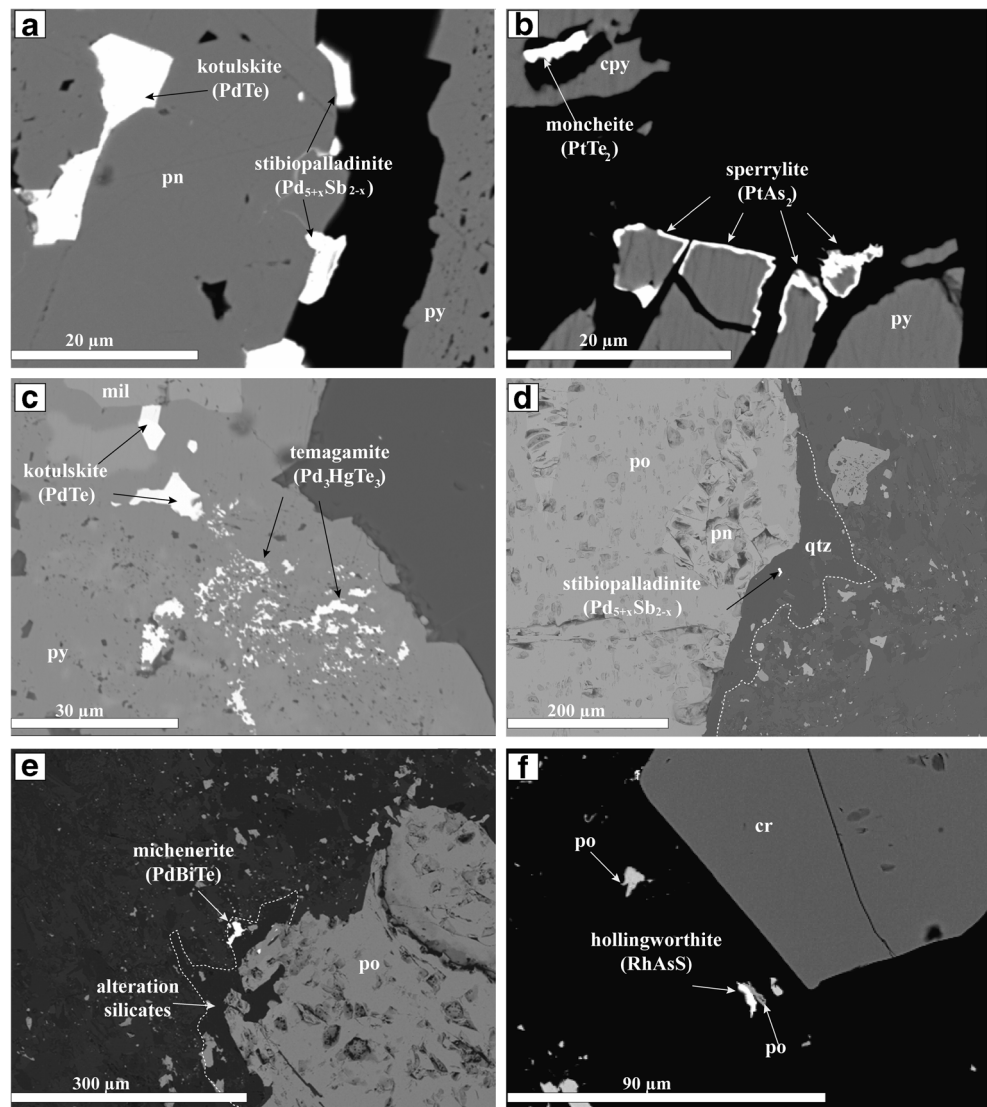 a
kotulskite
(PdTe)
pn
stibiopalladinite
(Pd5+xSb2-x)
py
20 µm
b
cpy
moncheite
(PtTe2)
sperrylite
(PtAs2)
py
20 µm
c
mil
kotulskite
(PdTe)
temagamite
(Pd3HgTe3)
py
30 µm
d
po
pn
qtz
stibiopalladinite
(Pd5+xSb2-x)
200 µm
e
michenerite
(PdBiTe)
po
alteration
silicates
300 µm
f
cr
po
hollingworthite
(RhAsS)
po
90 µm